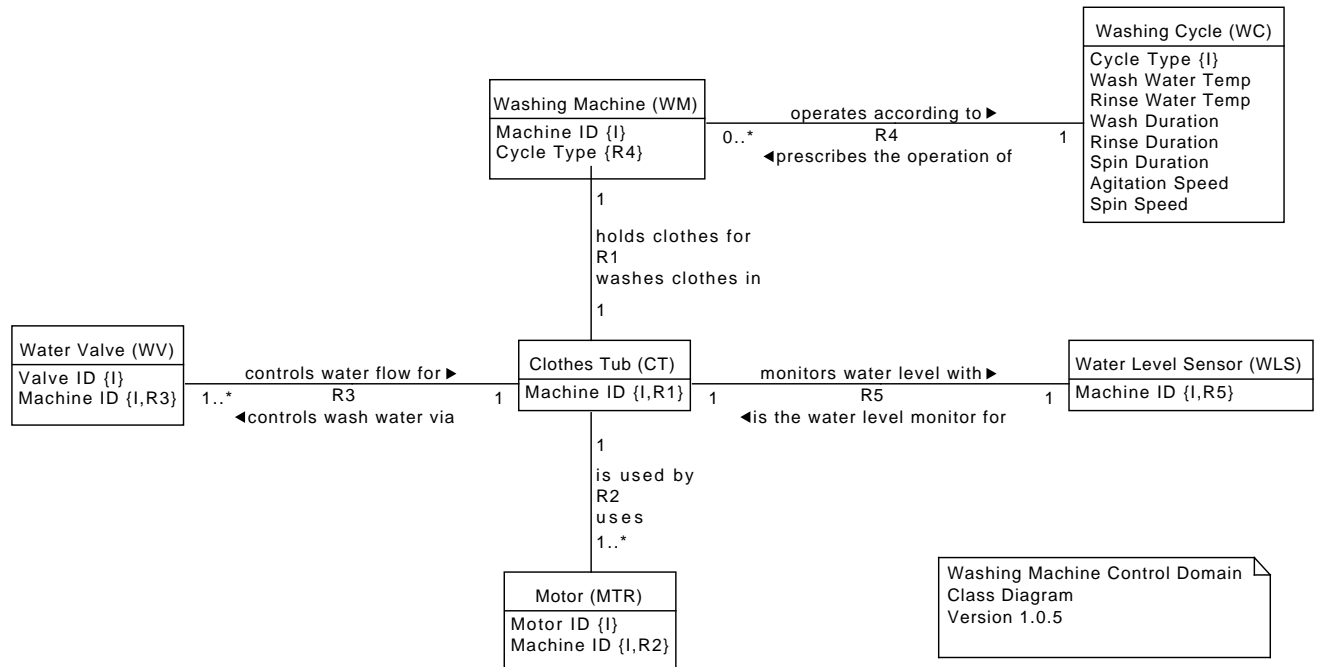 Washing Cycle (WC)
Cycle Type {I}
Wash Water Temp
Rinse Water Temp
Wash Duration
Rinse Duration
Spin Duration
Agitation Speed
Spin Speed
Washing Machine (WM)
Machine ID {I}
Cycle Type {R4}
operates according to ►
0..*
R4
1
◄prescribes the operation of
1
holds clothes for
R1
washes clothes in
1
Water Valve (WV)
Valve ID {I}
Machine ID {I,R3}
controls water flow for ►
1..*
R3
1
◄controls wash water via
Clothes Tub (CT)
Machine ID {I,R1}
monitors water level with ►
1
R5
1
◄is the water level monitor for
Water Level Sensor (WLS)
Machine ID {I,R5}
1
is used by
R2
uses
1..*
Motor (MTR)
Motor ID {I}
Machine ID {I,R2}
Washing Machine Control Domain
Class Diagram
Version 1.0.5